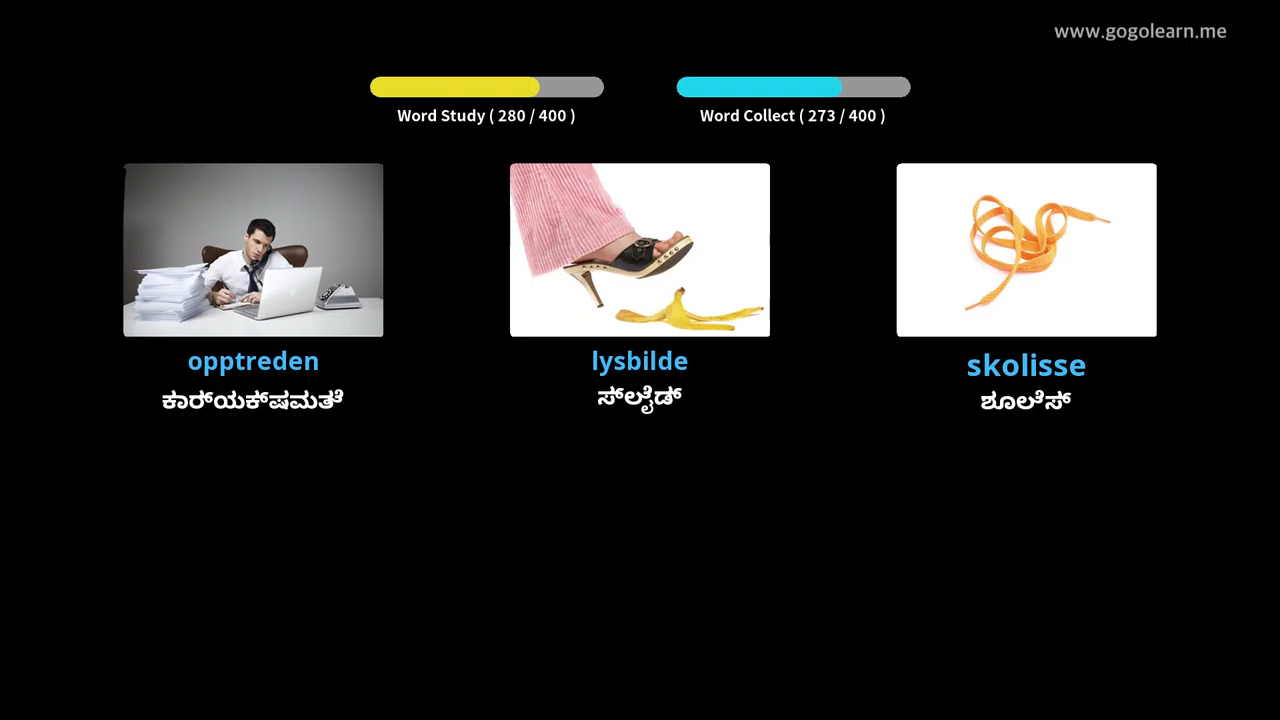 www.gogolearn.me
Word Study ( 280 / 400 )
Word Collect ( 273 / 400 )
opptreden
lysbilde
skolisse
ಕಾರ್ಯಕ್ಷಮತೆ
ಸ್ಲೈಡ್
ಶೂಲೆಸ್